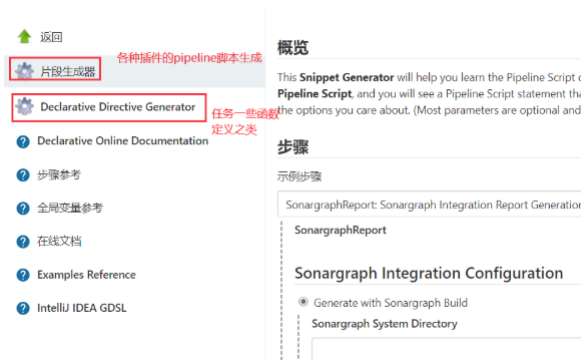 返回
片段生成器
各种插件的pipeline脚本生成
Declarative Directive Generator
任务一些函数
定义之类
Declarative Online Documentation
步骤参考
全局变量参考
在线文档
Examples Reference
IntelliJ IDEA GDSL
概览
This Snippet Generator will help you learn the Pipeline Script
Pipeline Script, and you will see a Pipeline Script statement
the options you care about. (Most parameters are optional and
步骤
示例步骤
SonargraphReport: Sonargraph Integration Report Generation
SonargraphReport
Sonargraph Integration Configuration
Generate with Sonargraph Build
Sonargraph System Directory